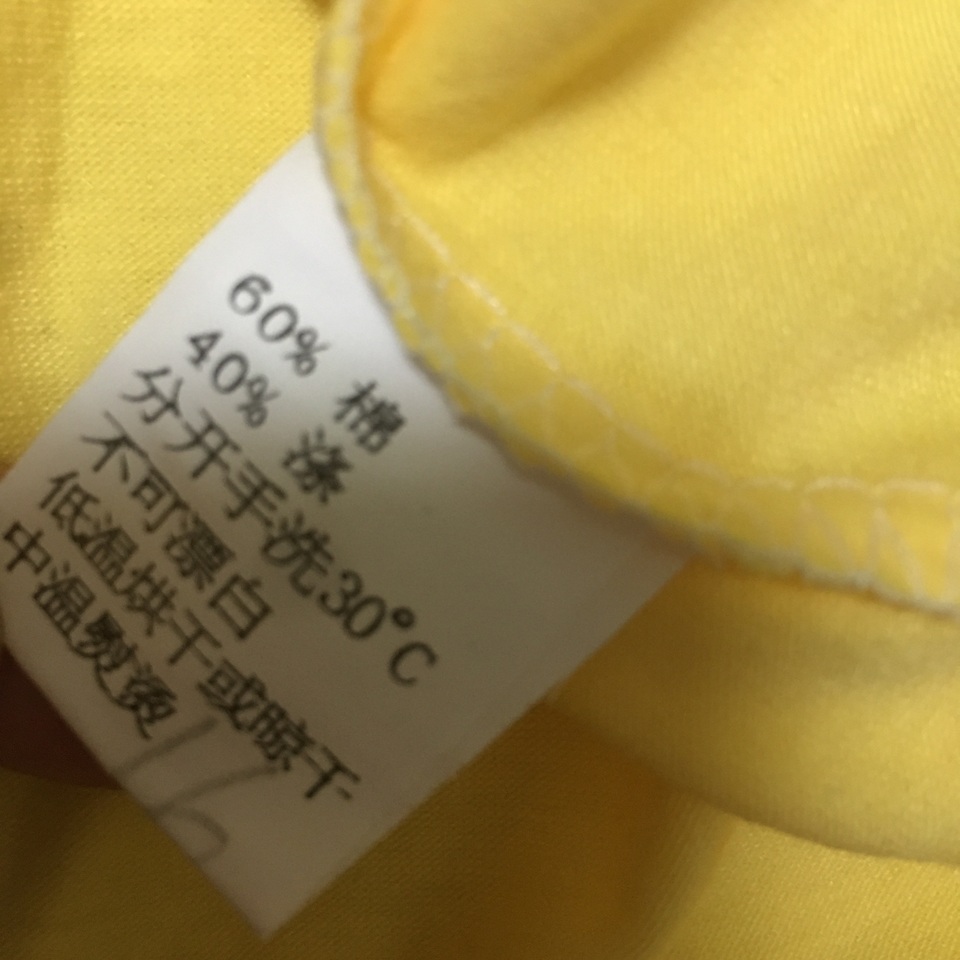 60% 棉
40% 涤
分开手洗30°C
不可漂白
低温烘干或晾干
中温熨烫